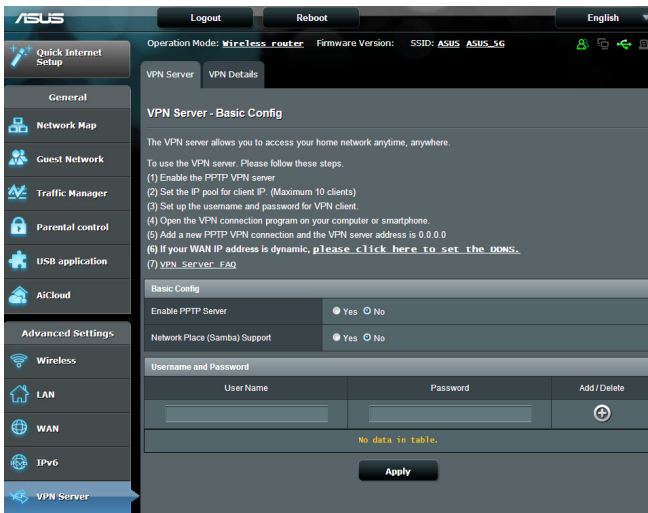 ASUS
Logout Reboot English
Quick Internet Setup
Operation Mode: Wireless router Firmware Version: SSID: ASUS ASUS_5G
VPN Server VPN Details
General
Network Map
Guest Network
Traffic Manager
Parental control
USB application
AiCloud
Advanced Settings
Wireless
LAN
WAN
IPv6
VPN Server
VPN Server - Basic Config
The VPN server allows you to access your home network anytime, anywhere.
To use the VPN server. Please follow these steps.
(1) Enable the PPTP VPN server
(2) Set the IP pool for client IP. (Maximum 10 clients)
(3) Set up the username and password for VPN client.
(4) Open the VPN connection program on your computer or smartphone.
(5) Add a new PPTP VPN connection and the VPN server address is 0.0.0.0
(6) If your WAN IP address is dynamic, please click here to set the DDNS.
(7) VPN Server FAQ
Basic Config
Enable PPTP Server Yes No
Network Place (Samba) Support Yes No
Username and Password
User Name Password Add / Delete
No data in table.
Apply